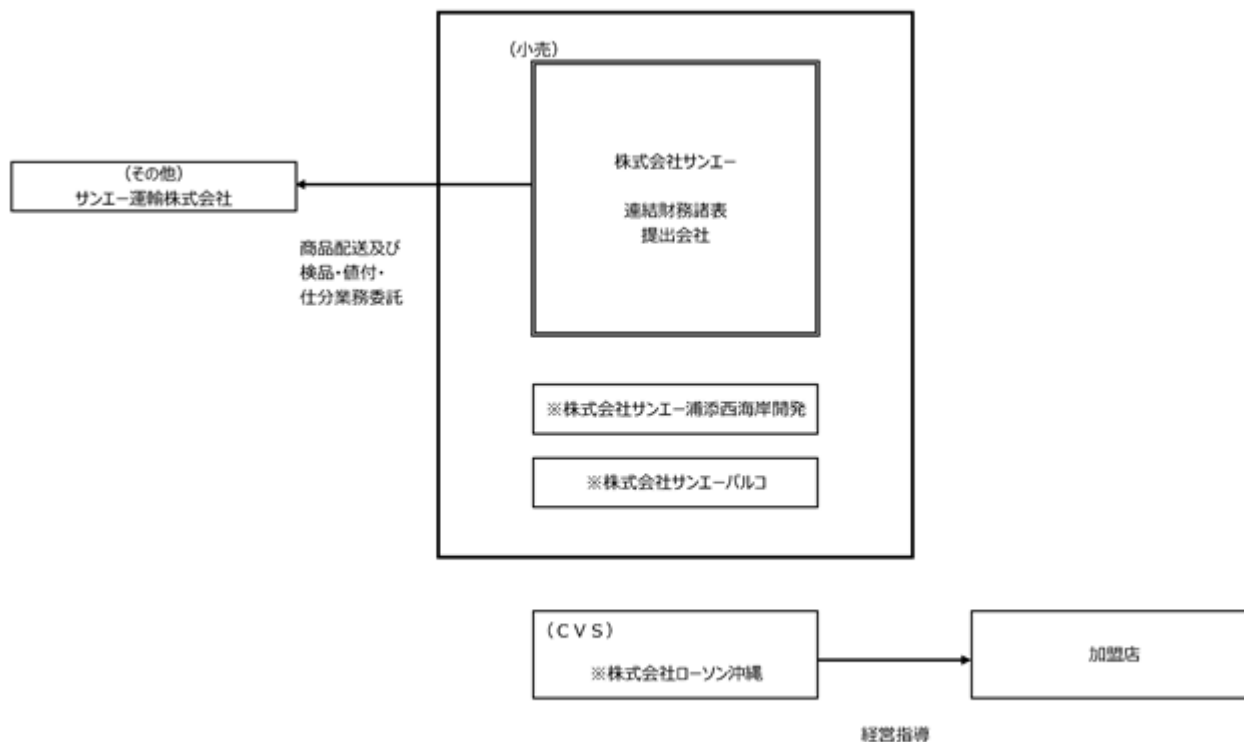 (小売)
株式会社サンエー
連結財務諸表
提出会社
(その他)
サンエー運輸株式会社
商品配送及び
検品・値付・
仕分業務委託
※株式会社サンエー浦添西海岸開発
※株式会社サンエーパルコ
(CVS)
※株式会社ローソン沖縄
加盟店
経営指導